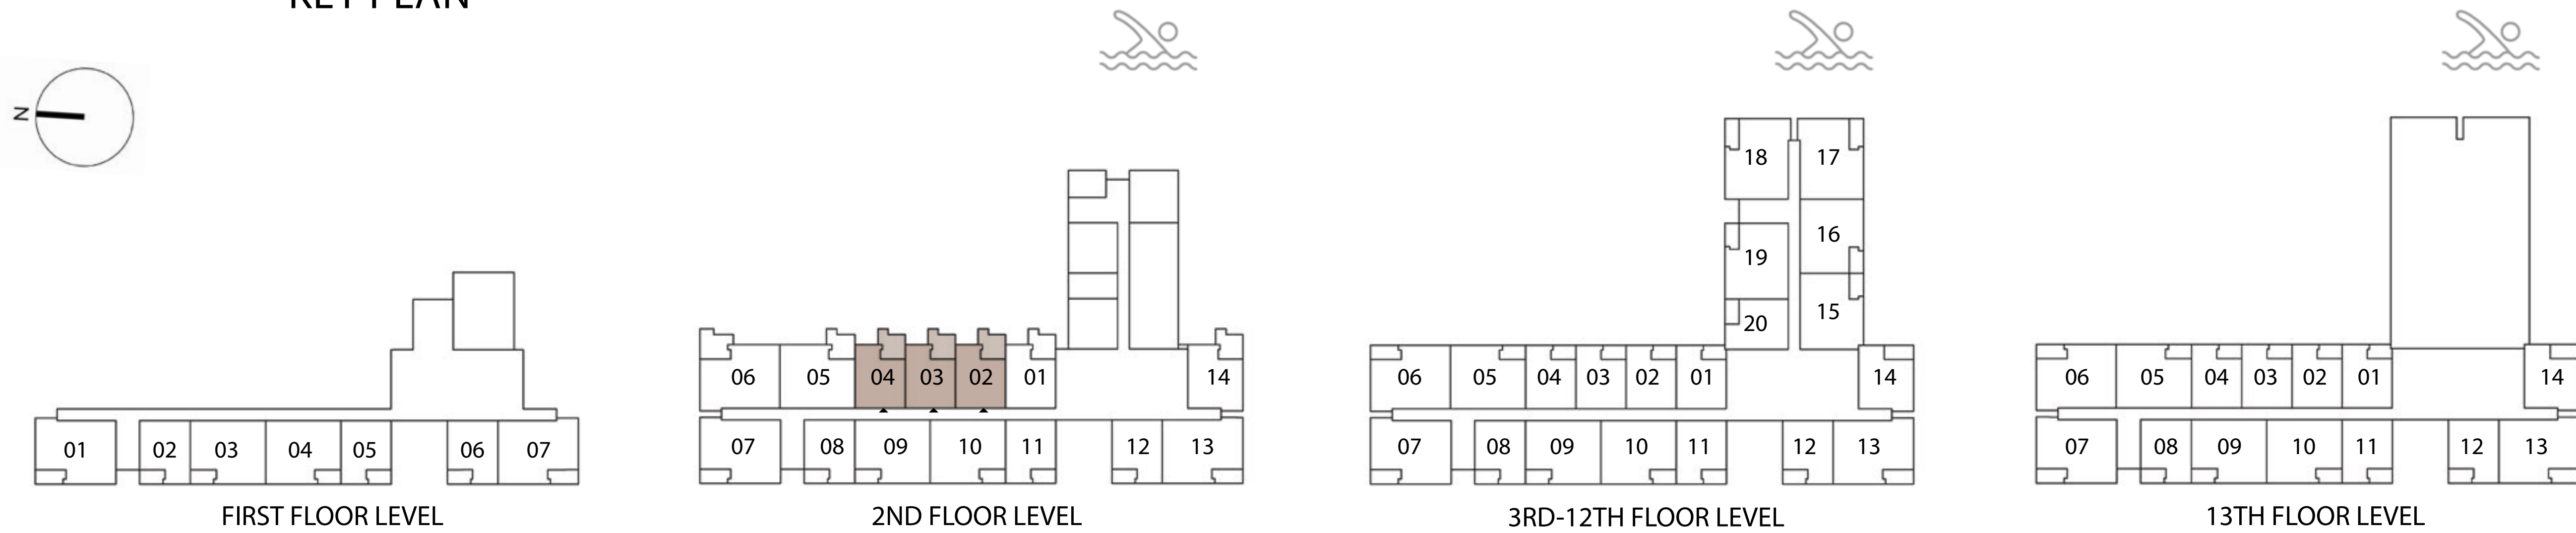 KEY PLAN
N
01 02 03 04 05 06 07
FIRST FLOOR LEVEL
06 05 04 03 02 01 14
07 08 09 10 11 12 13
2ND FLOOR LEVEL
18 17
16
19
15
20
06 05 04 03 02 01 14
07 08 09 10 11 12 13
3RD-12TH FLOOR LEVEL
06 05 04 03 02 01 14
07 08 09 10 11 12 13
13TH FLOOR LEVEL